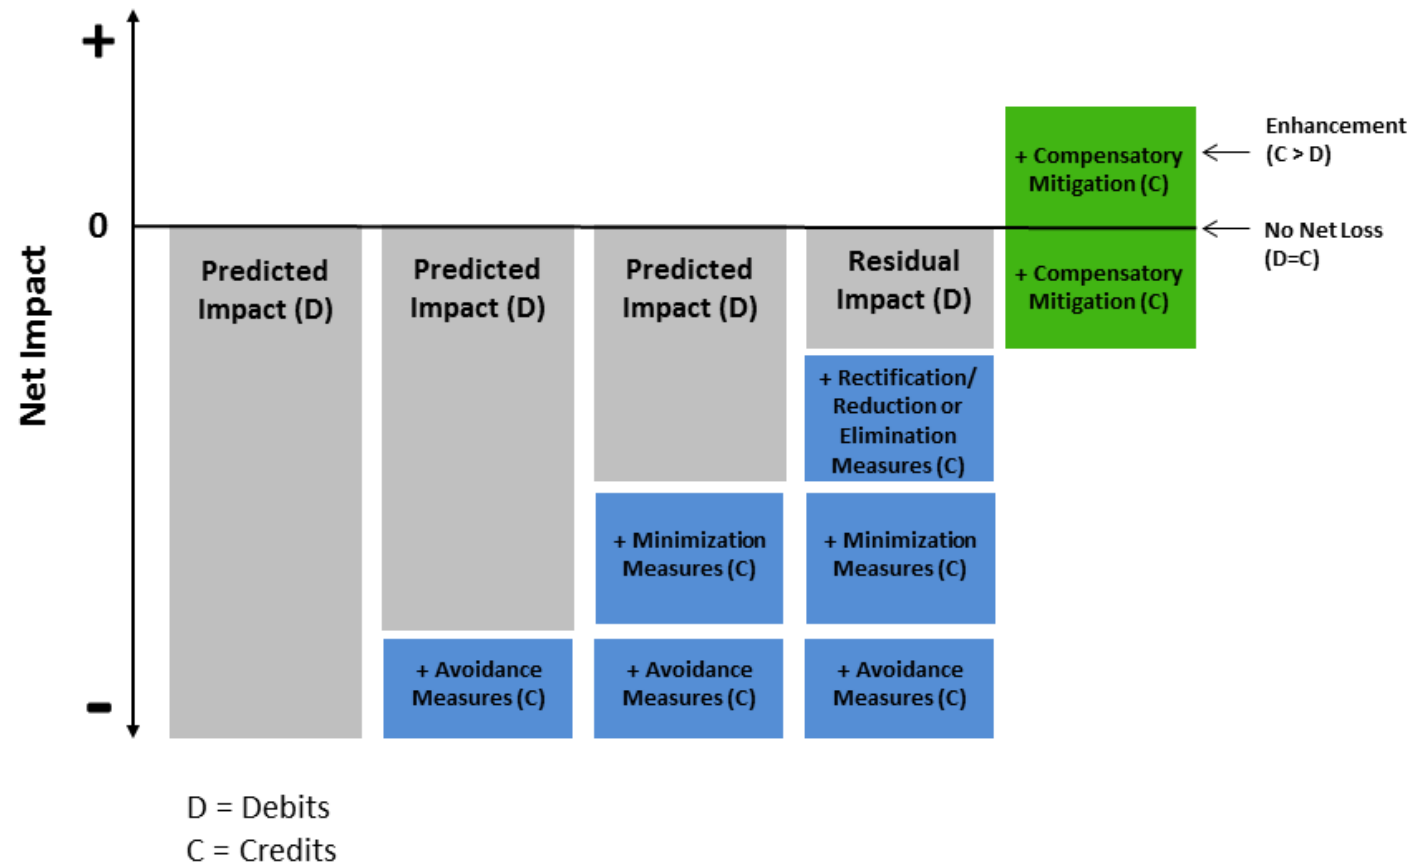 +
Enhancement
(C > D)
+ Compensatory
Mitigation (C)
0
No Net Loss
(D=C)
Net Impact
Predicted
Impact (D)
Predicted
Impact (D)
Predicted
Impact (D)
Residual
Impact (D)
+ Compensatory
Mitigation (C)
+ Rectification/
Reduction or
Elimination
Measures (C)
+ Minimization
Measures (C)
+ Minimization
Measures (C)
+ Avoidance
Measures (C)
+ Avoidance
Measures (C)
+ Avoidance
Measures (C)
-
D = Debits
C = Credits